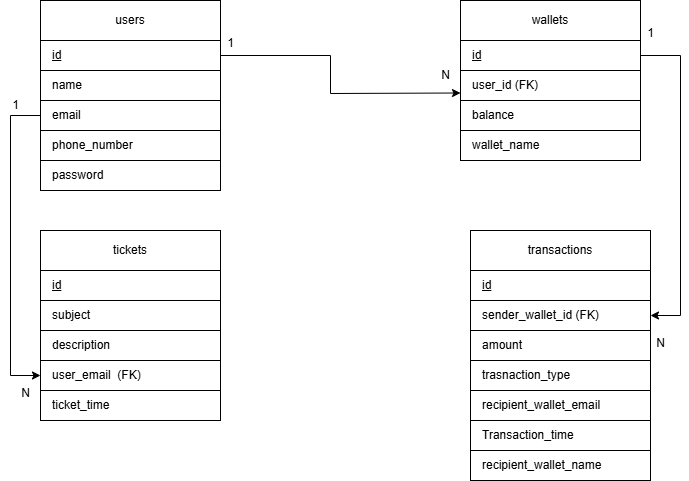 users
id
name
email
phone_number
password
1
1
N
wallets
id
user_id (FK)
balance
wallet_name
1
tickets
id
subject
description
user_email (FK)
ticket_time
N
transactions
id
sender_wallet_id (FK)
amount
trasnaction_type
recipient_wallet_email
Transaction_time
recipient_wallet_name
N